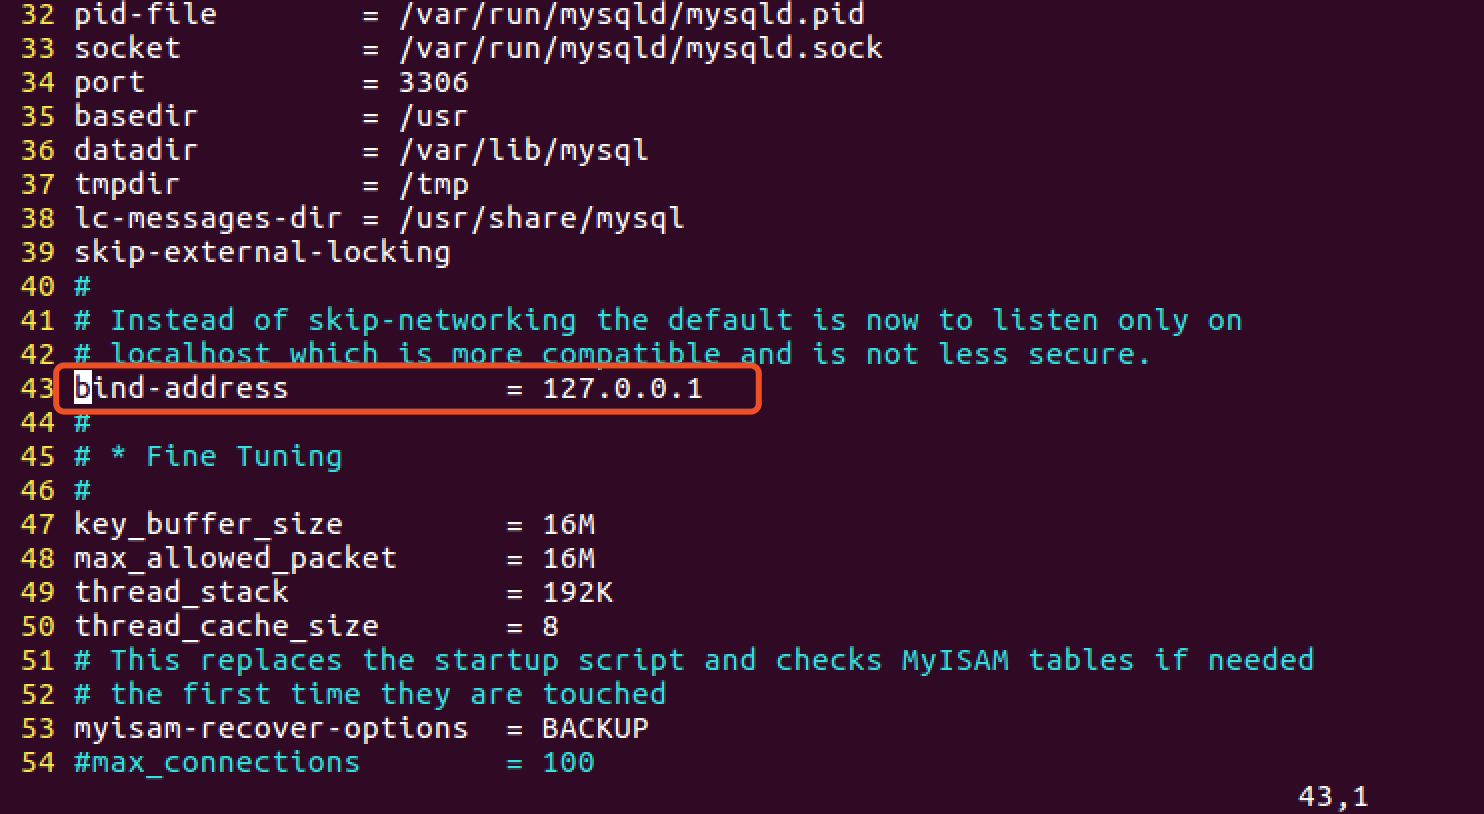 32 pid-file        = /var/run/mysqld/mysqld.pid
33 socket          = /var/run/mysqld/mysqld.sock
34 port            = 3306
35 basedir         = /usr
36 datadir         = /var/lib/mysql
37 tmpdir          = /tmp
38 lc-messages-dir = /usr/share/mysql
39 skip-external-locking
40 #
41 # Instead of skip-networking the default is now to listen only on
42 # localhost which is more compatible and is not less secure.
43 bind-address            = 127.0.0.1
44 #
45 # * Fine Tuning
46 #
47 key_buffer_size         = 16M
48 max_allowed_packet      = 16M
49 thread_stack            = 192K
50 thread_cache_size       = 8
51 # This replaces the startup script and checks MyISAM tables if needed
52 # the first time they are touched
53 myisam-recover-options  = BACKUP
54 #max_connections        = 100
43,1